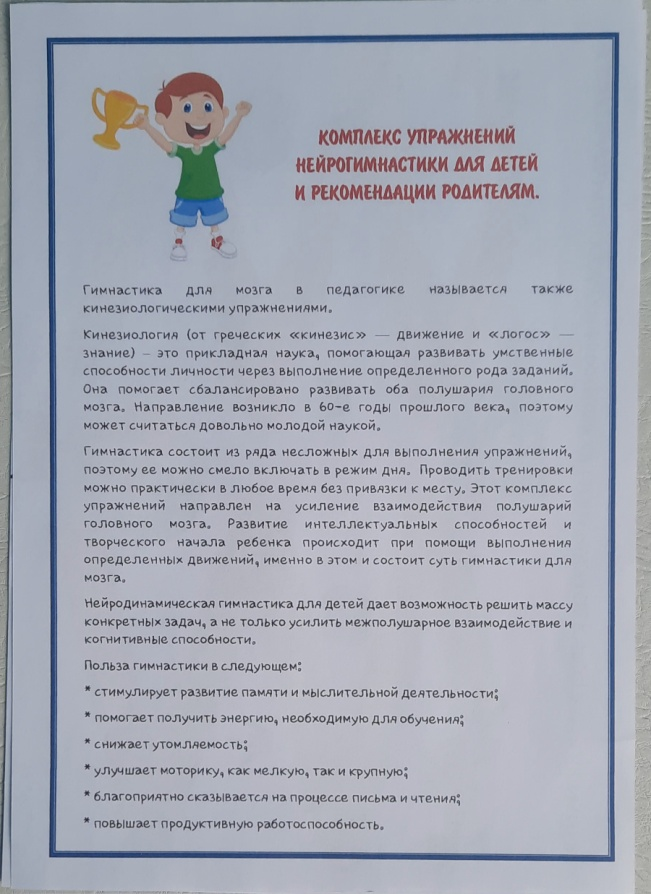 КОМПЛЕКС УПРАЖНЕНИЙ
НЕЙРОГИМНАСТИКИ ДЛЯ ДЕТЕЙ
И РЕКОМЕНДАЦИИ РОДИТЕЛЯМ.
Гимнастика для мозга в педагогике называется также
кинезиологическими упражнениями.
Кинезиология (от греческих «кинезис» — движение и «логос» —
знание) – это прикладная наука, помогающая развивать умственные
способности личности через выполнение определенного рода заданий.
Она помогает сбалансировано развивать оба полушария головного
мозга. Направление возникло в 60-е годы прошлого века, поэтому
может считаться довольно молодой наукой.
Гимнастика состоит из ряда несложных для выполнения упражнений,
поэтому ее можно смело включать в режим дня. Проводить тренировки
можно практически в любое время без привязки к месту. Этот комплекс
упражнений направлен на усиление взаимодействия полушарий
головного мозга. Развитие интеллектуальных способностей и
творческого начала ребенка происходит при помощи выполнения
определенных движений, именно в этом и состоит суть гимнастики для
мозга.
Нейродинамическая гимнастика для детей дает возможность решить массу
конкретных задач, а не только усилить межполушарное взаимодействие и
когнитивные способности.
Польза гимнастики в следующем:
* стимулирует развитие памяти и мыслительной деятельности;
* помогает получить энергию, необходимую для обучения;
* снижает утомляемость;
* улучшает моторику, как мелкую, так и крупную;
* благоприятно сказывается на процессе письма и чтения;
* повышает продуктивную работоспособность.